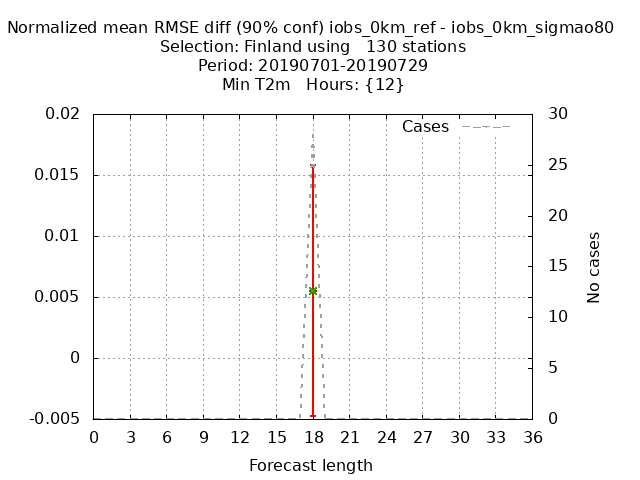 Normalized mean RMSE diff (90% conf) iobs_0km_ref - iobs_0km_sigmao80
Selection: Finland using   130 stations
Period: 20190701-20190729
Min T2m   Hours: {12}
Cases
0.02
0.015
0.01
0.005
0
-0.005
30
25
20
15
10
5
0
No cases
0 3 6 9 12 15 18 21 24 27 30 33 36
Forecast length